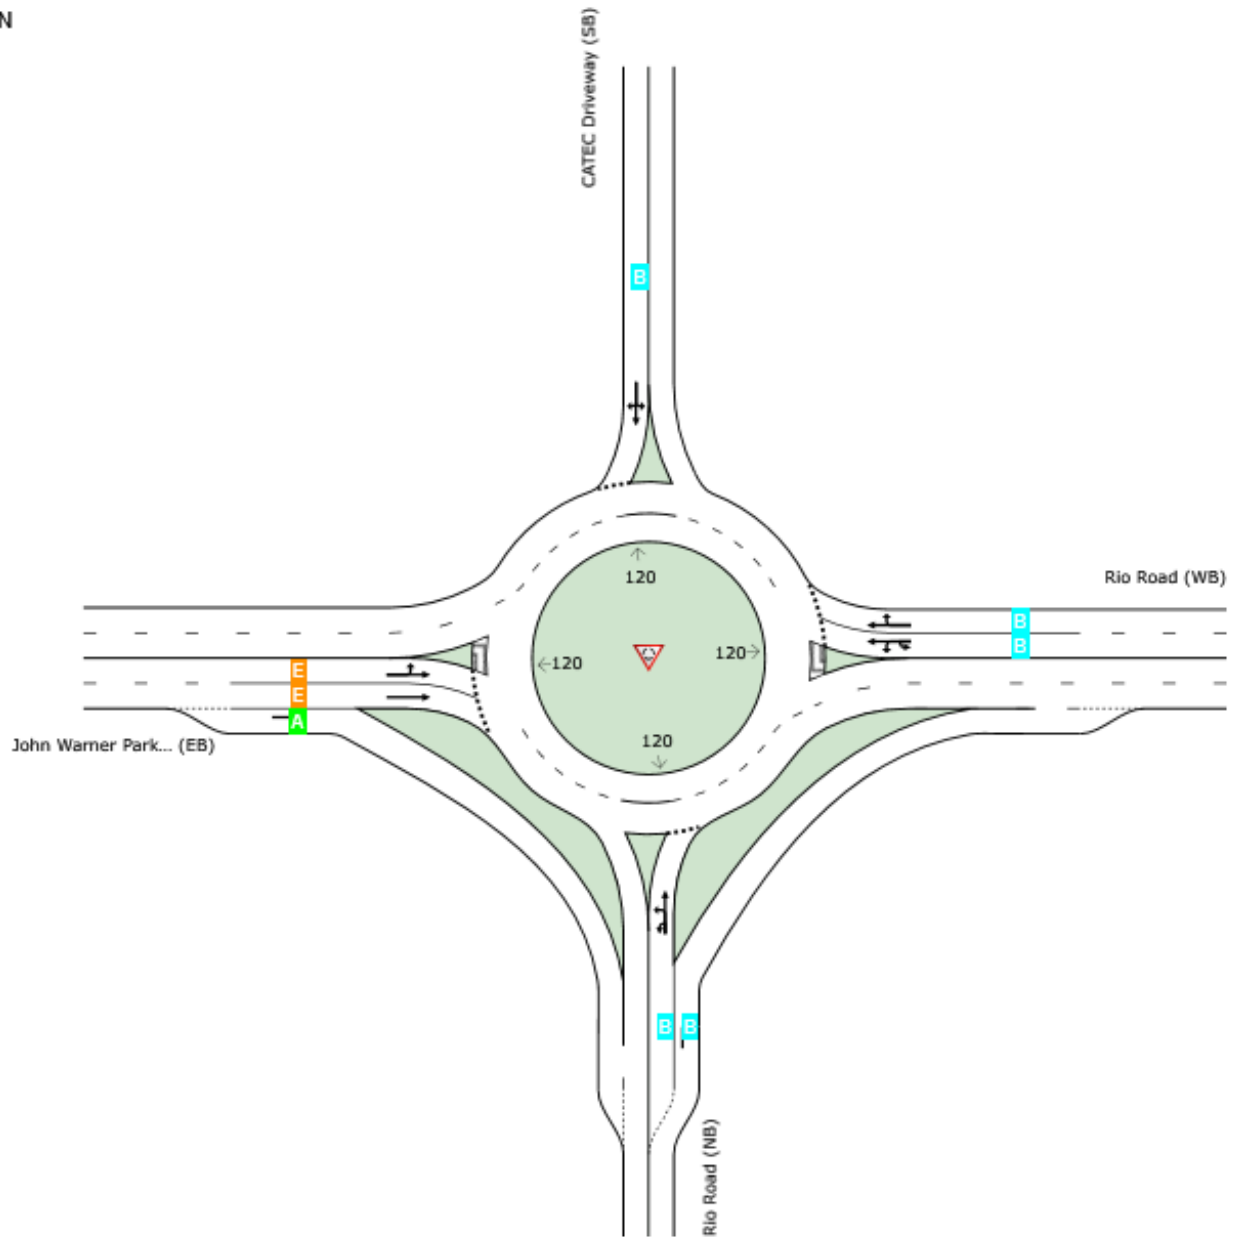 N
CATEC Driveway (SB)
B
120
Rio Road (WB)
B
B
120
120
E
E
A
John Warner Park... (EB)
120
B B
Rio Road (NB)